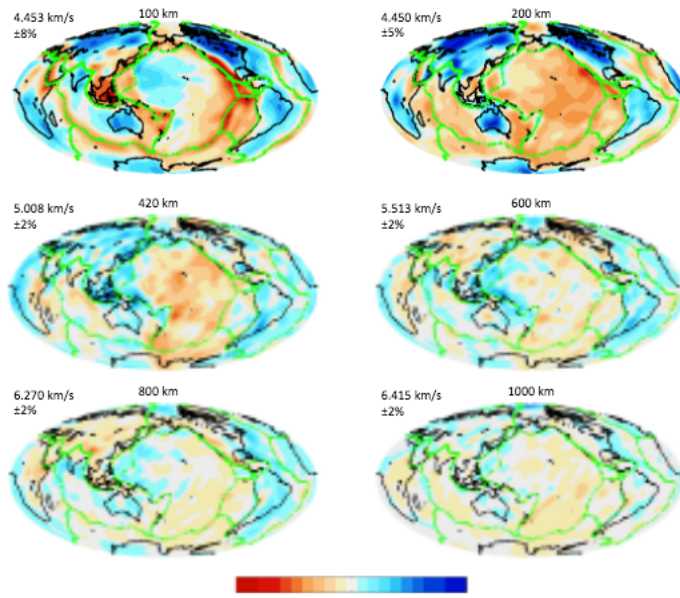 4.453 km/s
±8%
100 km
4.450 km/s
±5%
200 km
5.008 km/s
±2%
420 km
5.513 km/s
±2%
600 km
6.270 km/s
±2%
800 km
6.415 km/s
±2%
1000 km